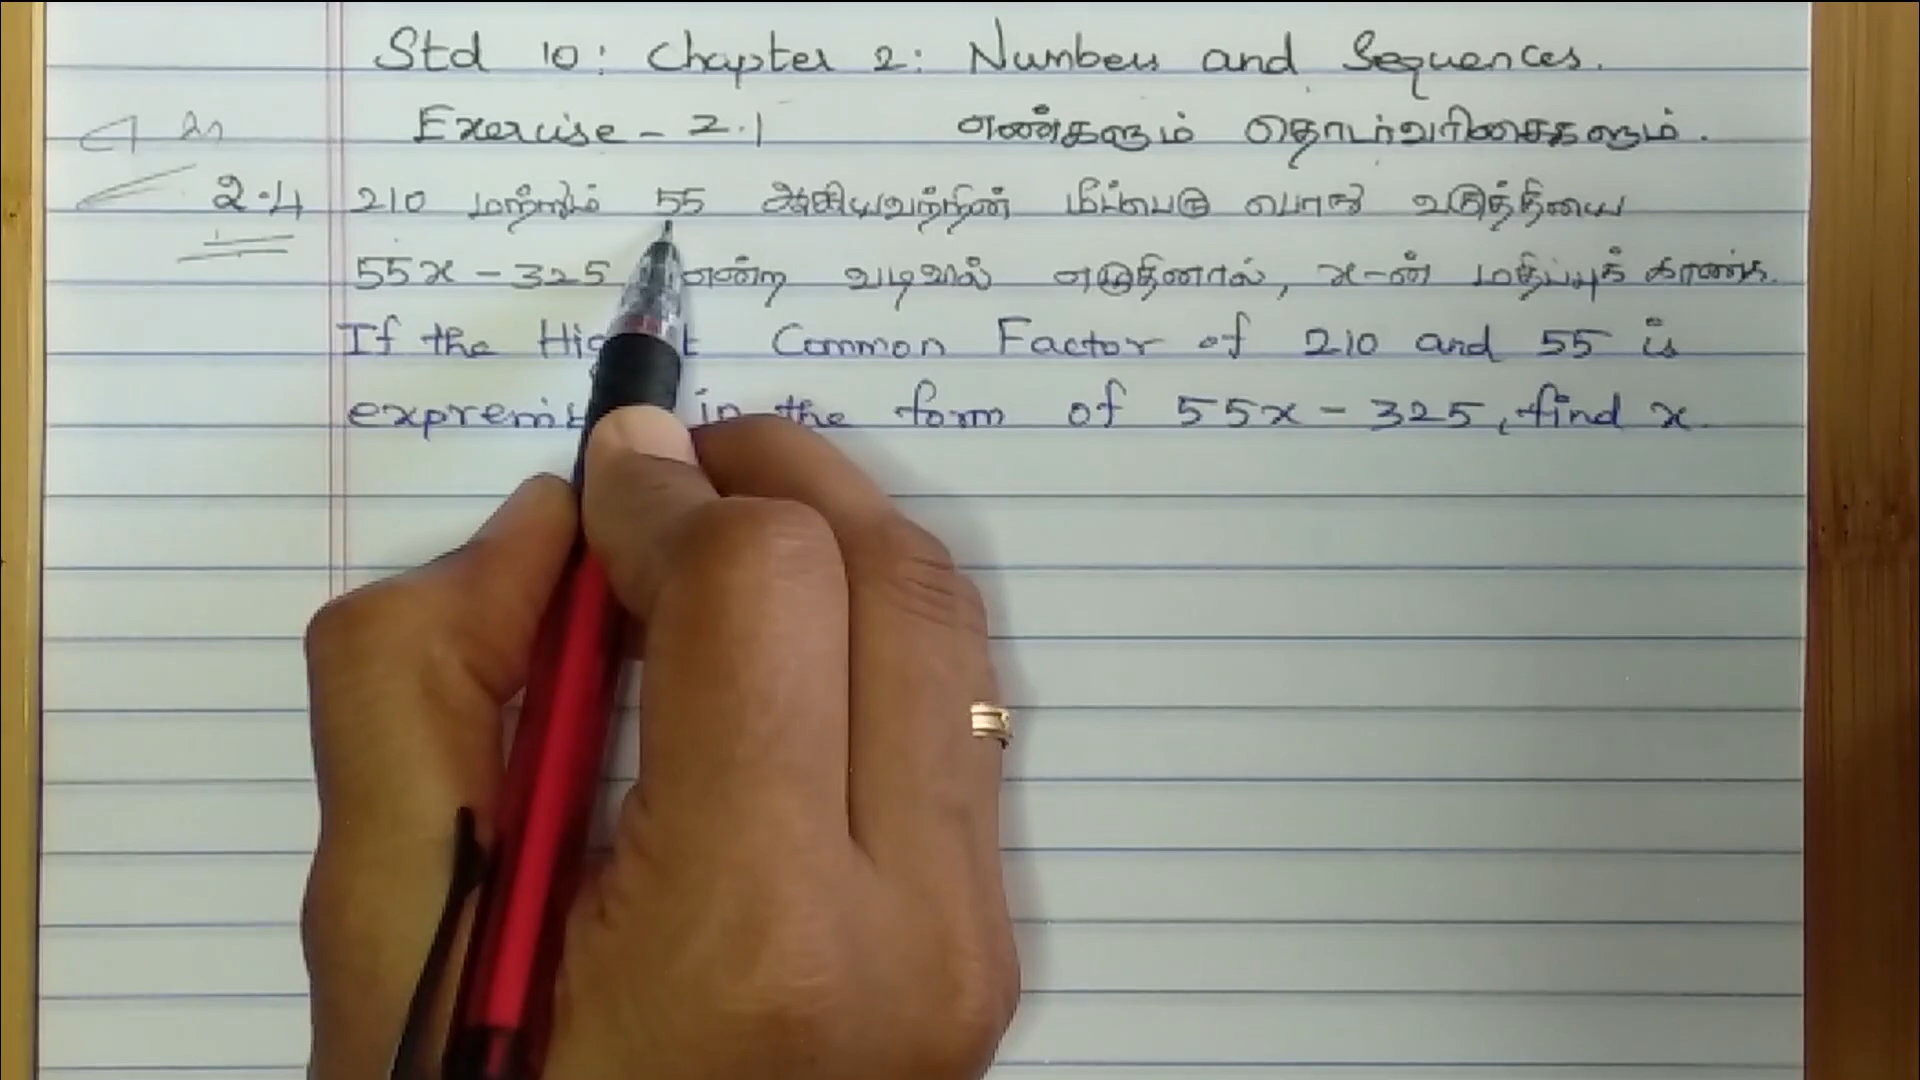 Std 10: Chapter 2: Numbers and Sequences.
Exercise - 2.1 எண்களும் தொடர்வரிசைகளும்.
2.4 210 மற்றும் 55 ஆகியவற்றின் மீப்பெரு பொது வகுத்தியை
55x - 325 என்ற வடிவில் எழுதினால், x-ன் மதிப்புக் காண்க.
If the Common Factor of 210 and 55 is
in the form of 55x - 325, find x.